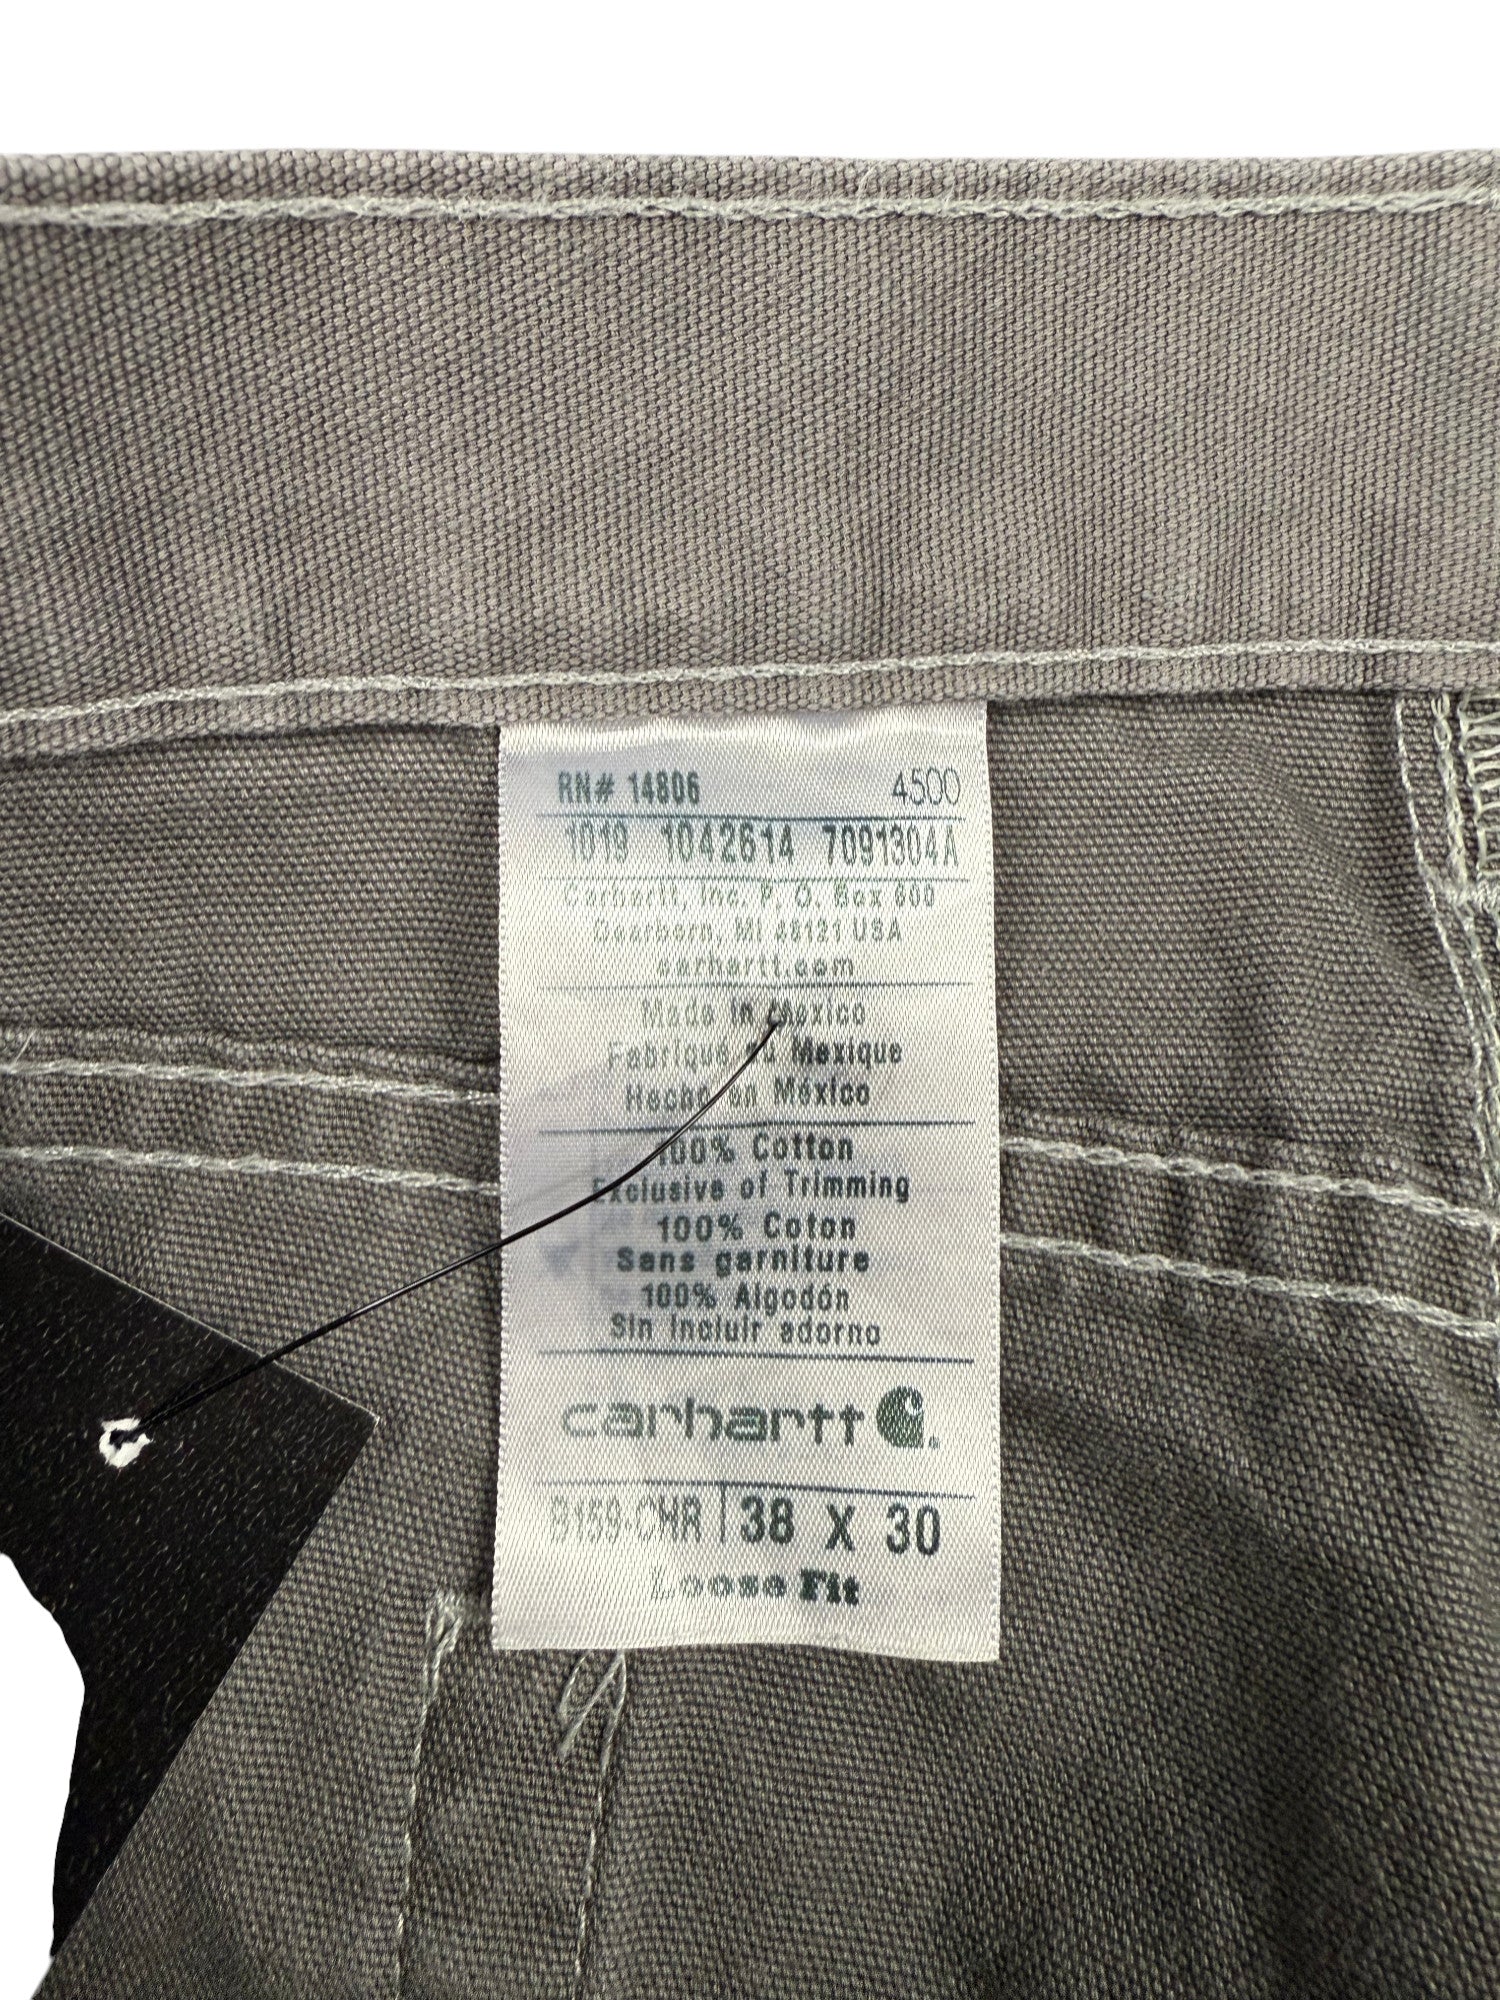 RN# 14806 4500
1019 1042614 7091304A
Carhartt, Inc. P. O. Box 600
Dearborn, MI 48121 USA
carhartt.com
Made in Mexico
Fabriqué au Mexique
Hecho en México
100% Cotton
Exclusive of Trimming
100% Coton
Sans garniture
100% Algodón
Sin incluir adorno
carhartt
B159-CHR | 38 X 30
Loose Fit